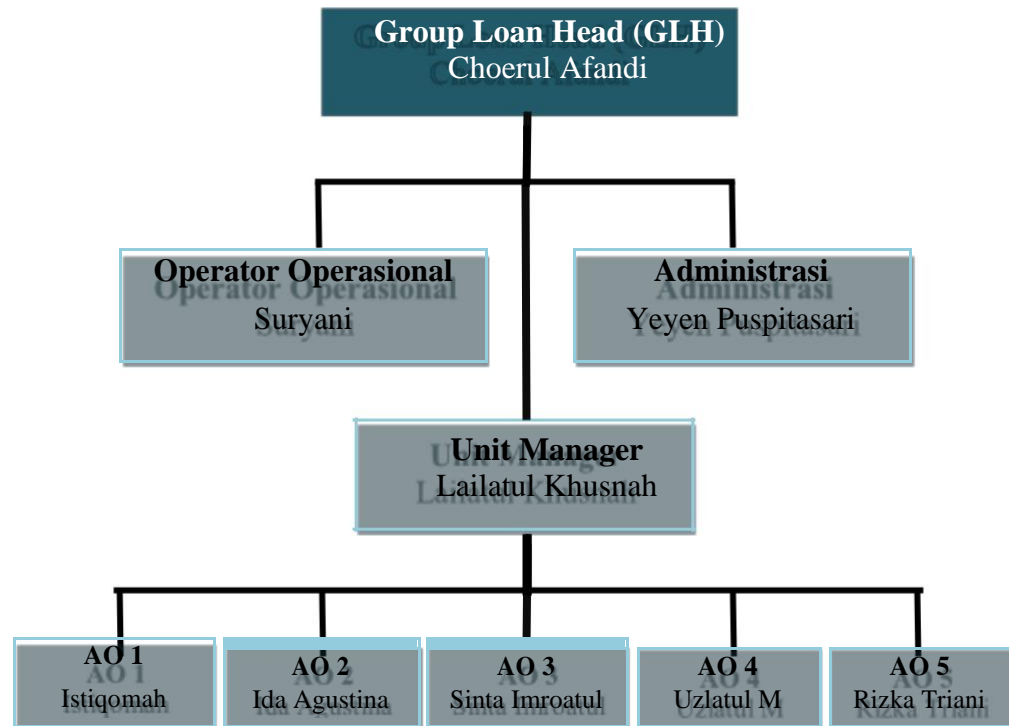 Group Loan Head (GLH)
Choerul Afandi
Operator Operasional
Suryani
Administrasi
Yeyen Puspitasari
Unit Manager
Lailatul Khusnah
AO 1
Istiqomah
AO 2
Ida Agustina
AO 3
Sinta Imroatul
AO 4
Uzlatul M
AO 5
Rizka Triani